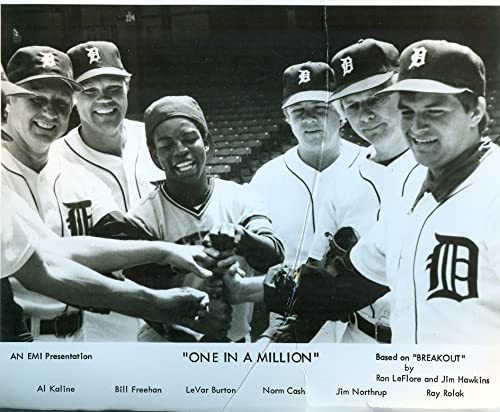 D
D
D
D
D
D
D
AN EMI Presentation
"ONE IN A MILLION"
Based on "BREAKOUT"
by
Ron LeFlore and Jim Hawkins
Al Kaline Bill Freehan LeVar Burton Norm Cash Jim Northrup Ray Rolak